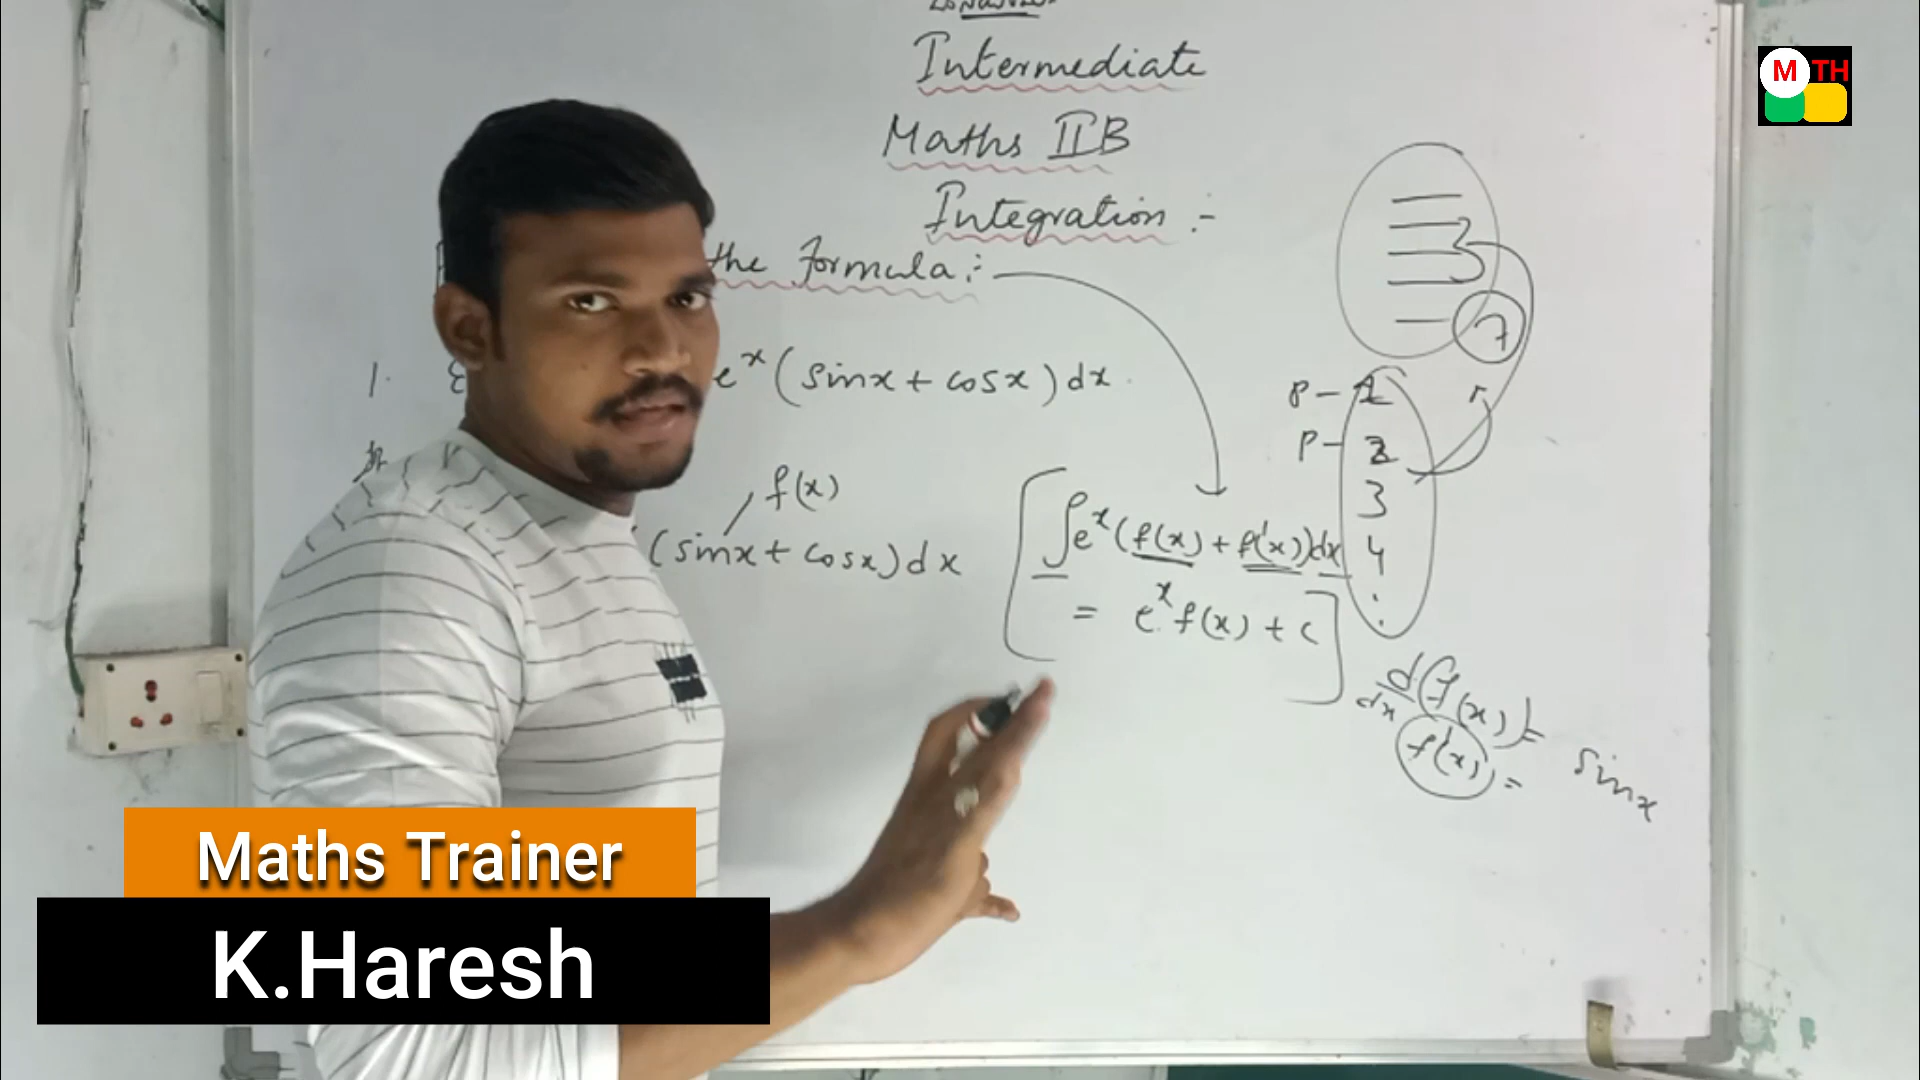 Intermediate
Maths IIB
Integration :-
the Formula :-
1. e^x (sinx + cosx) dx
f(x)
(sinx + cosx) dx
∫e^x (f(x) + f'(x)) dx
= e^x f(x) + c
7
P - 1
P - 2
3
4
d/dx (f(x)) =
f'(x) =
sinx
M TH
Maths Trainer
K.Haresh